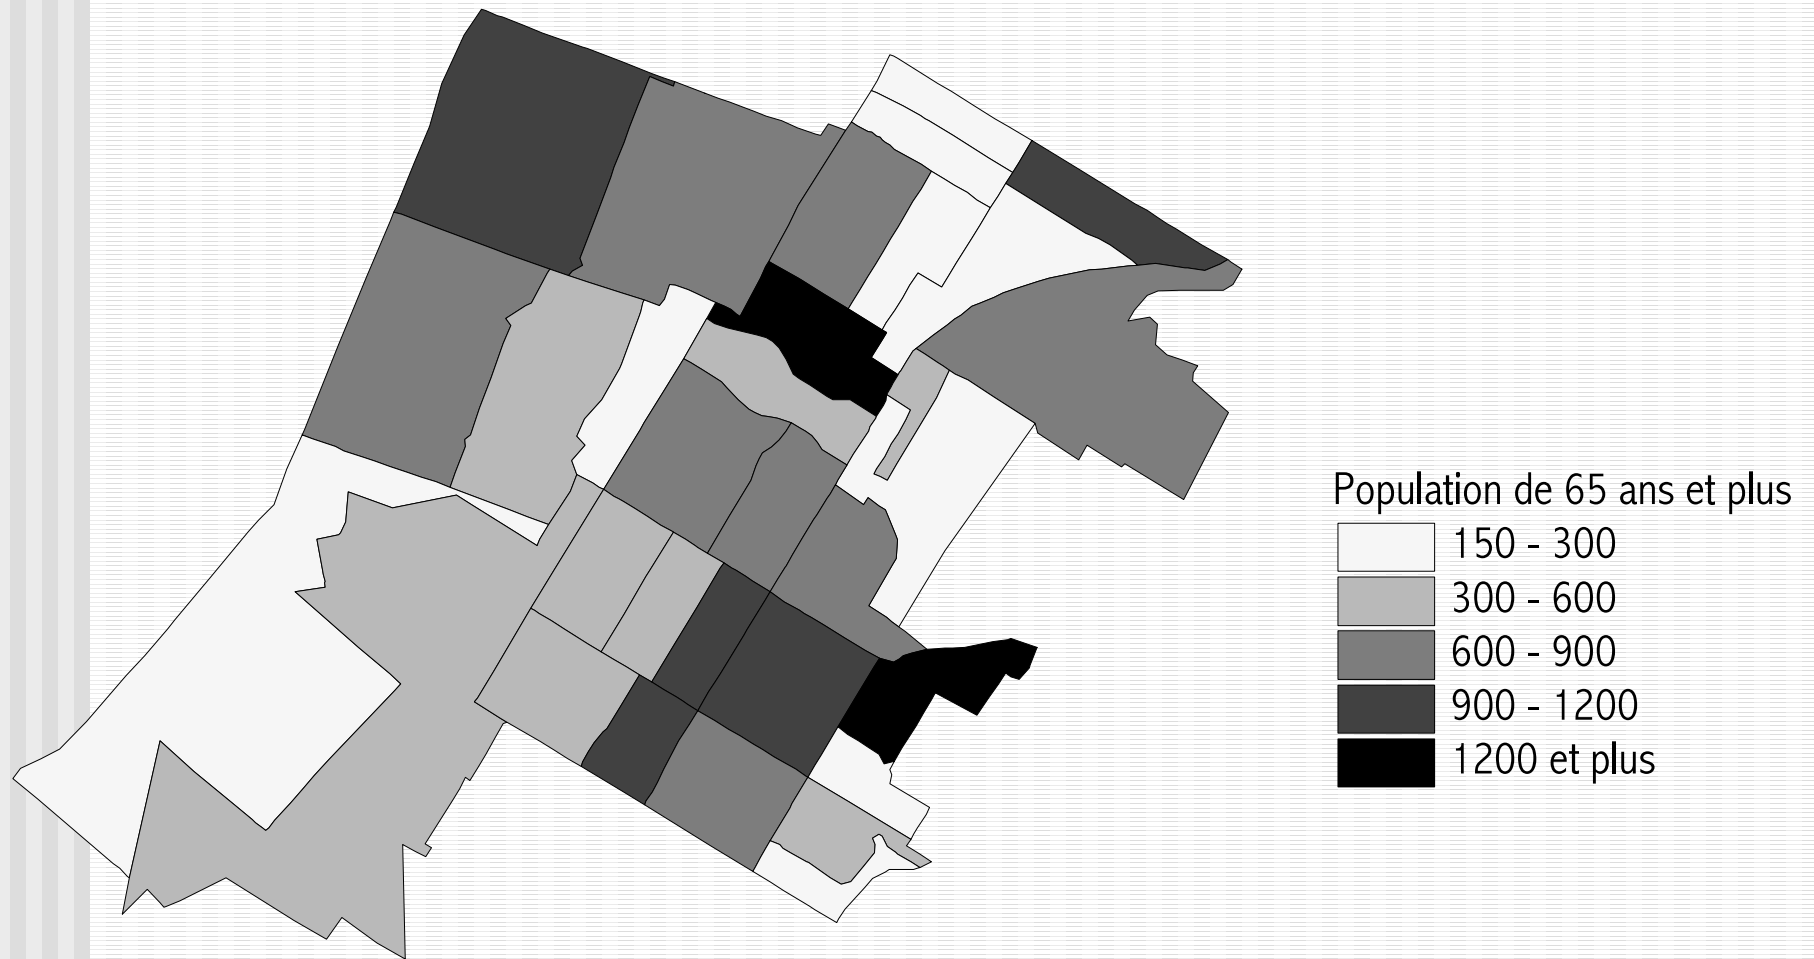 Population de 65 ans et plus
150 - 300
300 - 600
600 - 900
900 - 1200
1200 et plus